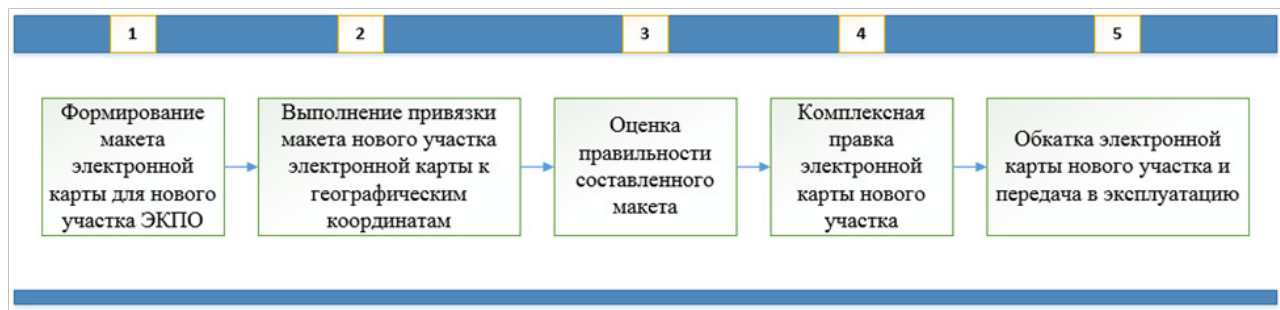 1
2
3
4
5
Формирование
макета
электронной
карты для нового
участка ЭКПО
Выполнение привязки
макета нового участка
электронной карты к
географическим
координатам
Оценка
правильности
составленного
макета
Комплексная
правка
электронной
карты нового
участка
Обкатка электронной
карты нового участка и
передача в эксплуатацию